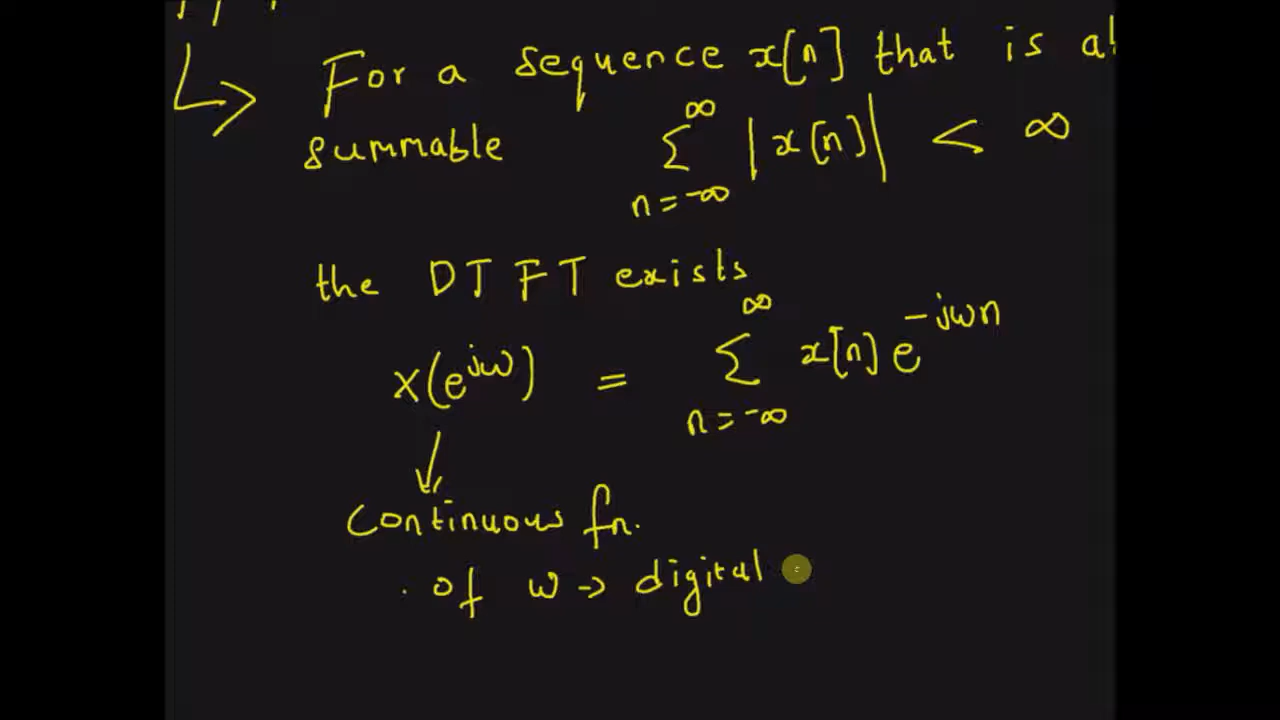 For a sequence x[n] that is
summable ∑_{n=-∞}^{∞} |x[n]| < ∞
the DTFT exists
X(e^{jω}) = ∑_{n=-∞}^{∞} x[n] e^{-jωn}
↓
Continuous fn.
. of ω → digital